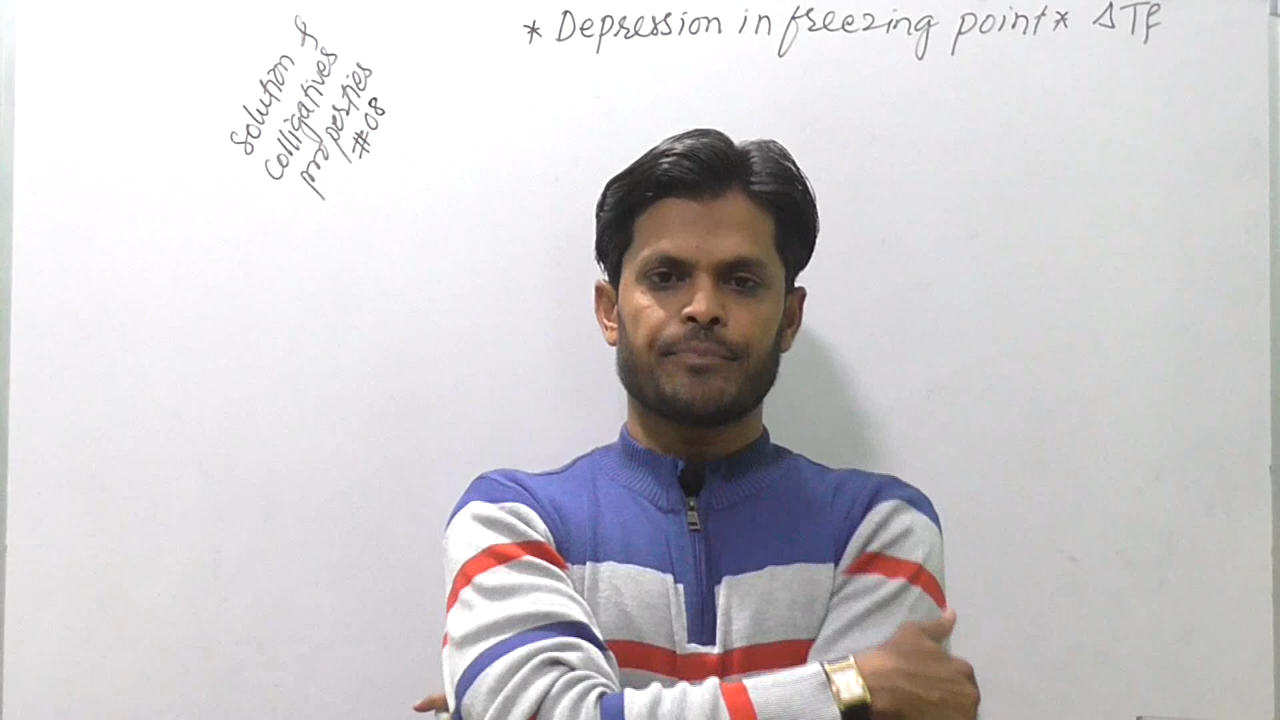 * Depression in freezing point * ΔTf
Solution &
colligatives
properties
#08